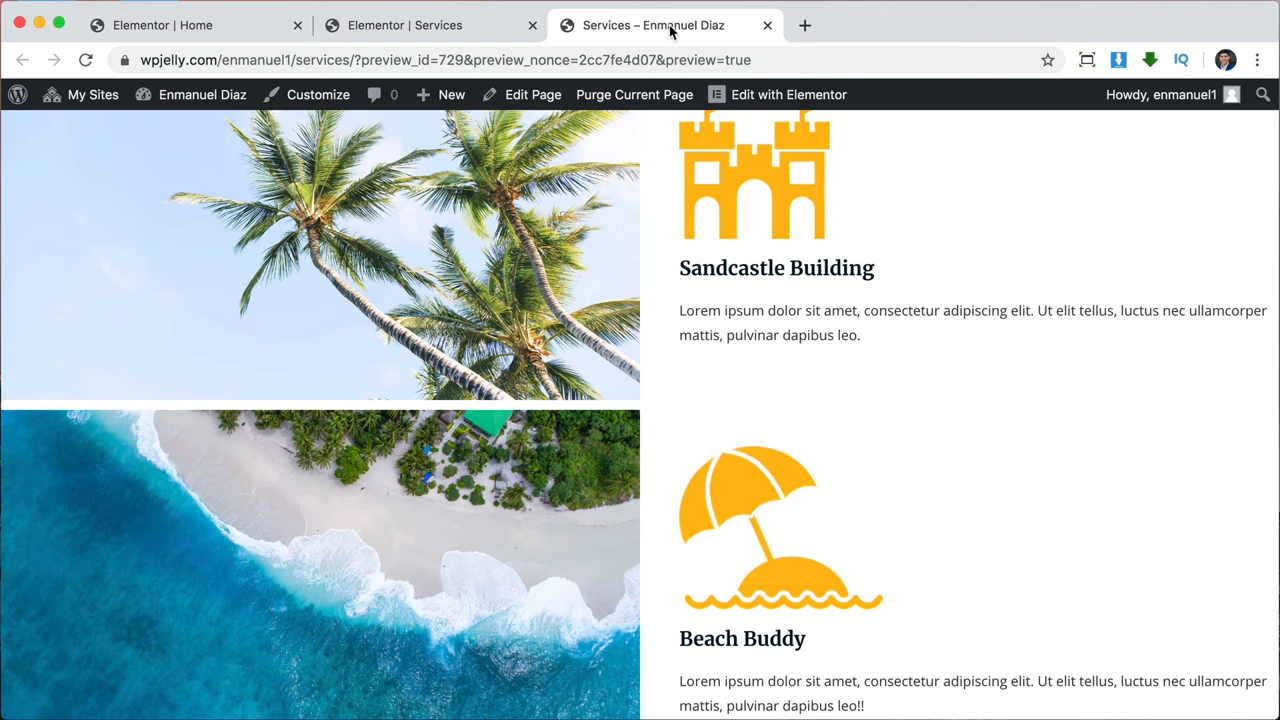 Elementor | Home
Elementor | Services
Services – Enmanuel Diaz
wpjelly.com/enmanuel1/services/?preview_id=729&preview_nonce=2cc7fe4d07&preview=true
IQ
My Sites
Enmanuel Diaz
Customize
0
New
Edit Page
Purge Current Page
Edit with Elementor
Howdy, enmanuel1
Sandcastle Building
Lorem ipsum dolor sit amet, consectetur adipiscing elit. Ut elit tellus, luctus nec ullamcorper
mattis, pulvinar dapibus leo.
Beach Buddy
Lorem ipsum dolor sit amet, consectetur adipiscing elit. Ut elit tellus, luctus nec ullamcorper
mattis, pulvinar dapibus leo!!